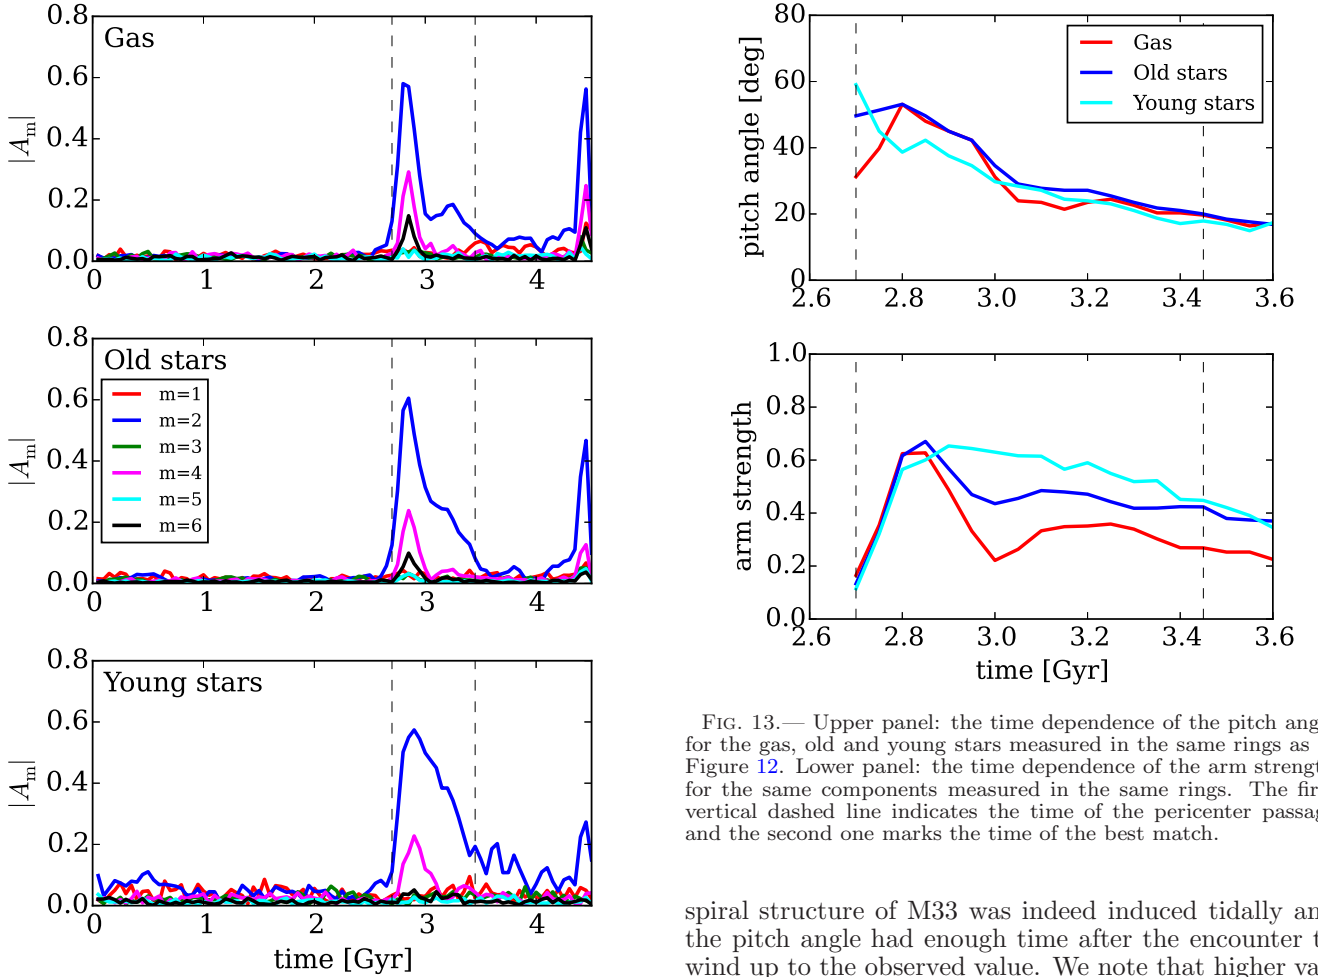 Gas
|Am|
0.8
0.6
0.4
0.2
0.0
0 1 2 3 4
Old stars
m=1
m=2
m=3
m=4
m=5
m=6
|Am|
0.8
0.6
0.4
0.2
0.0
0 1 2 3 4
Young stars
|Am|
0.8
0.6
0.4
0.2
0.0
0 1 2 3 4
time [Gyr]
pitch angle [deg]
80
60
40
20
0
2.6 2.8 3.0 3.2 3.4 3.6
Gas
Old stars
Young stars
arm strength
1.0
0.8
0.6
0.4
0.2
0.0
2.6 2.8 3.0 3.2 3.4 3.6
time [Gyr]
Fig. 13.— Upper panel: the time dependence of the pitch ang
for the gas, old and young stars measured in the same rings as
Figure 12. Lower panel: the time dependence of the arm strengt
for the same components measured in the same rings. The fir
vertical dashed line indicates the time of the pericenter passag
and the second one marks the time of the best match.
spiral structure of M33 was indeed induced tidally an
the pitch angle had enough time after the encounter t
wind up to the observed value. We note that higher va